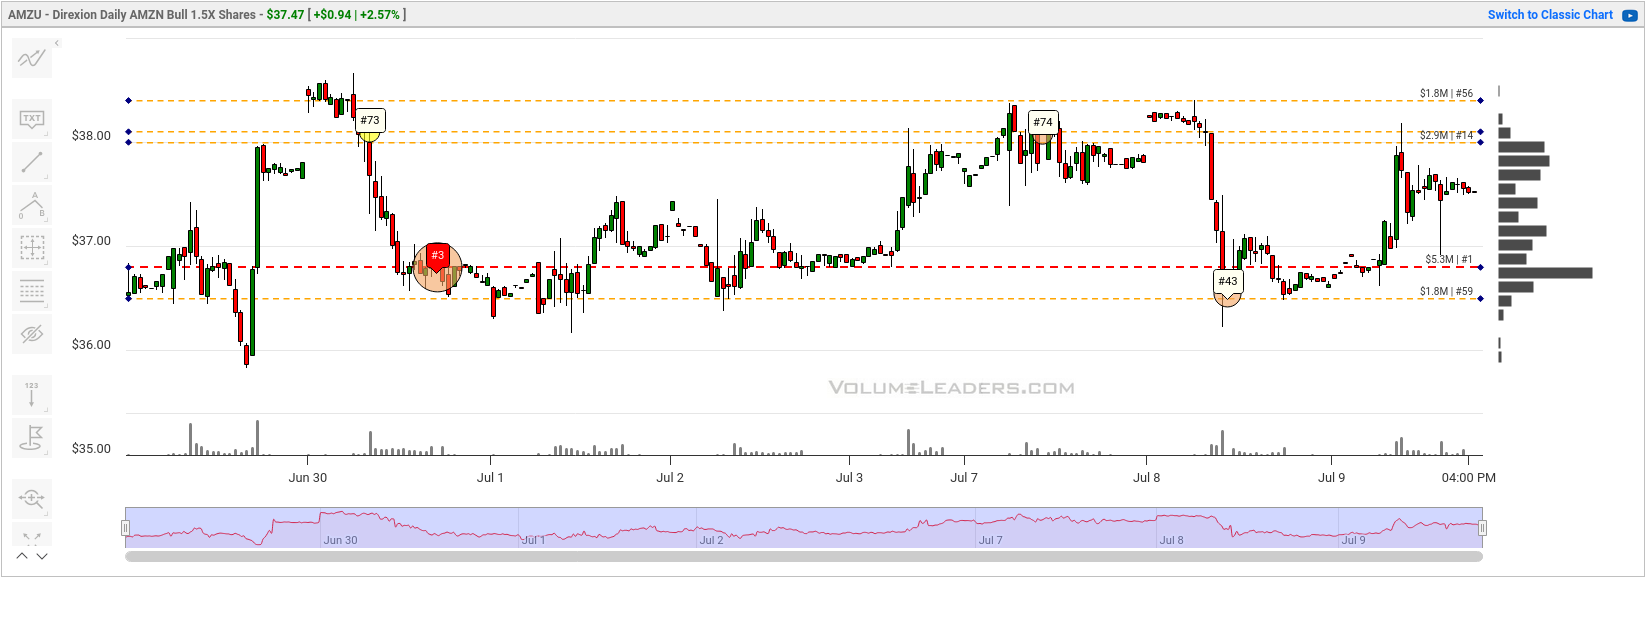 AMZU - Direxion Daily AMZN Bull 1.5X Shares - $37.47 [ +$0.94 | +2.57% ]
Switch to Classic Chart
TXT
A
0 B
123
$38.00
$37.00
$36.00
$35.00
#73
#3
#74
#43
$1.8M | #56
$2.9M | #14
$5.3M | #1
$1.8M | #59
VOLUMELEADERS.COM
Jun 30
Jul 1
Jul 2
Jul 3
Jul 7
Jul 8
Jul 9
04:00 PM
Jun 30
Jul 1
Jul 2
Jul 7
Jul 8
Jul 9